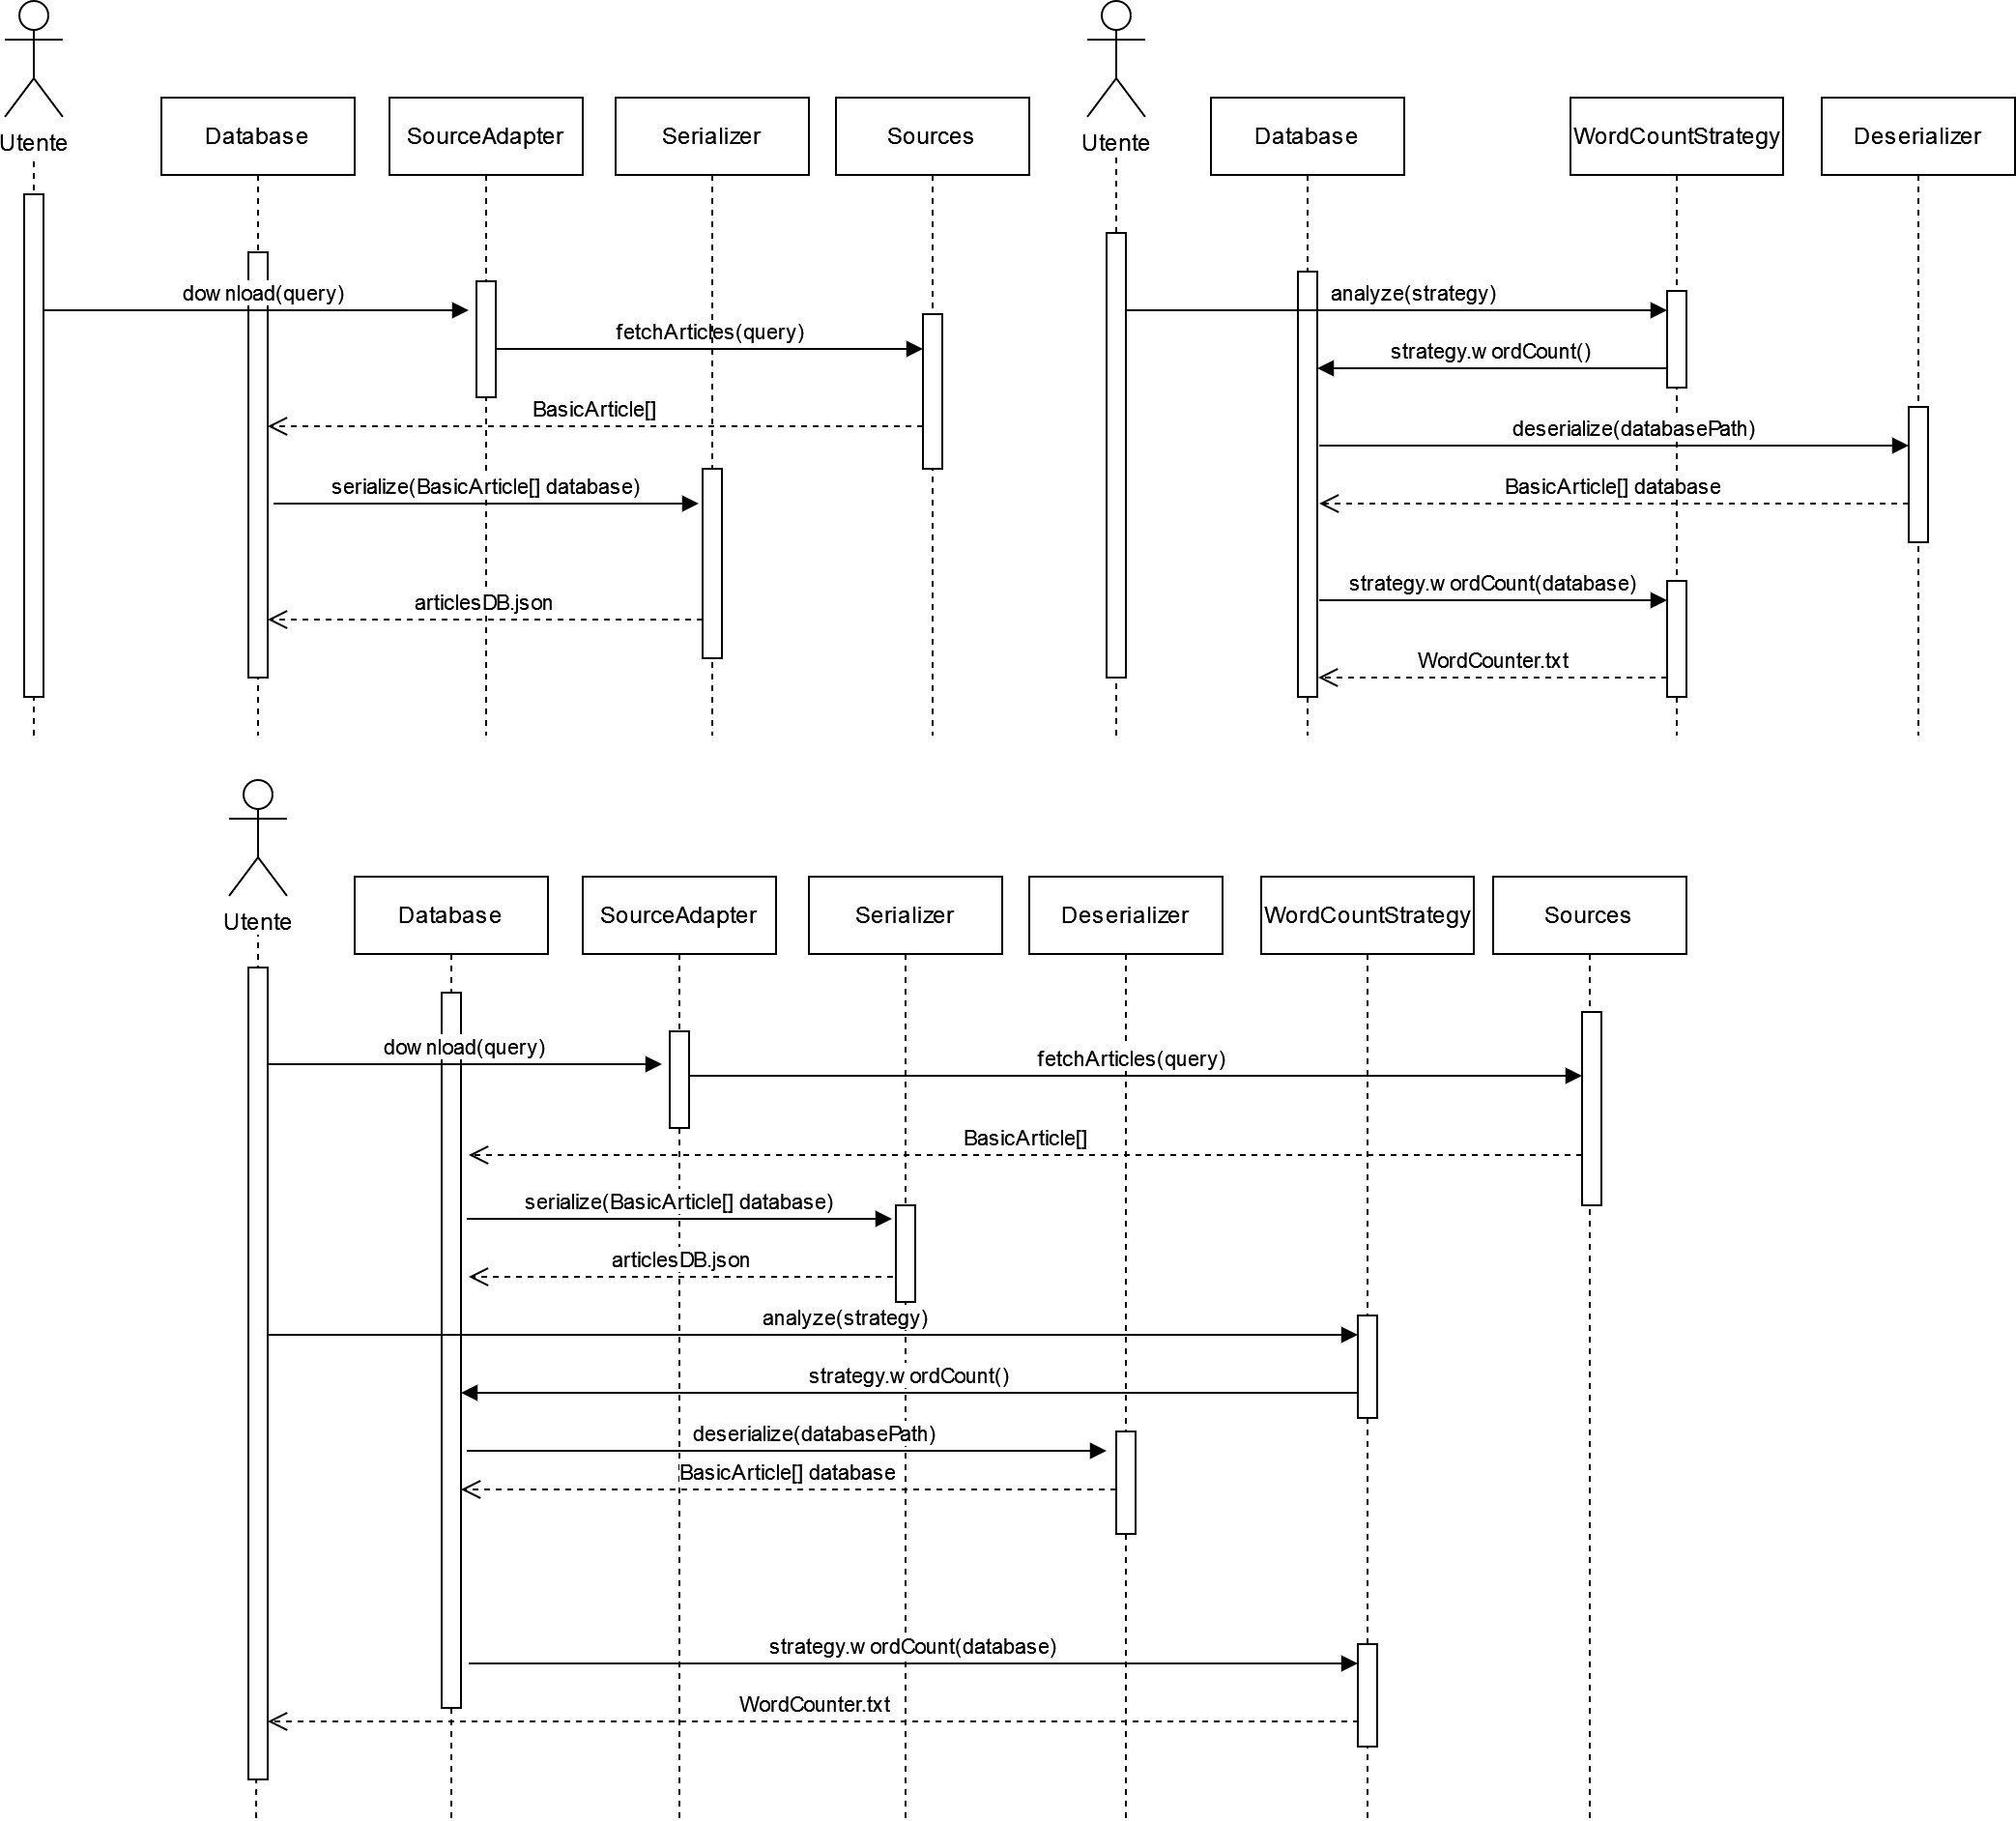 Utente
Database
SourceAdapter
Serializer
Sources
dow nload(query)
fetchArticles(query)
BasicArticle[]
serialize(BasicArticle[] database)
articlesDB.json
Utente
Database
WordCountStrategy
Deserializer
analyze(strategy)
strategy.w ordCount()
deserialize(databasePath)
BasicArticle[] database
strategy.w ordCount(database)
WordCounter.txt
Utente
Database
SourceAdapter
Serializer
Deserializer
WordCountStrategy
Sources
dow nload(query)
fetchArticles(query)
BasicArticle[]
serialize(BasicArticle[] database)
articlesDB.json
analyze(strategy)
strategy.w ordCount()
deserialize(databasePath)
BasicArticle[] database
strategy.w ordCount(database)
WordCounter.txt